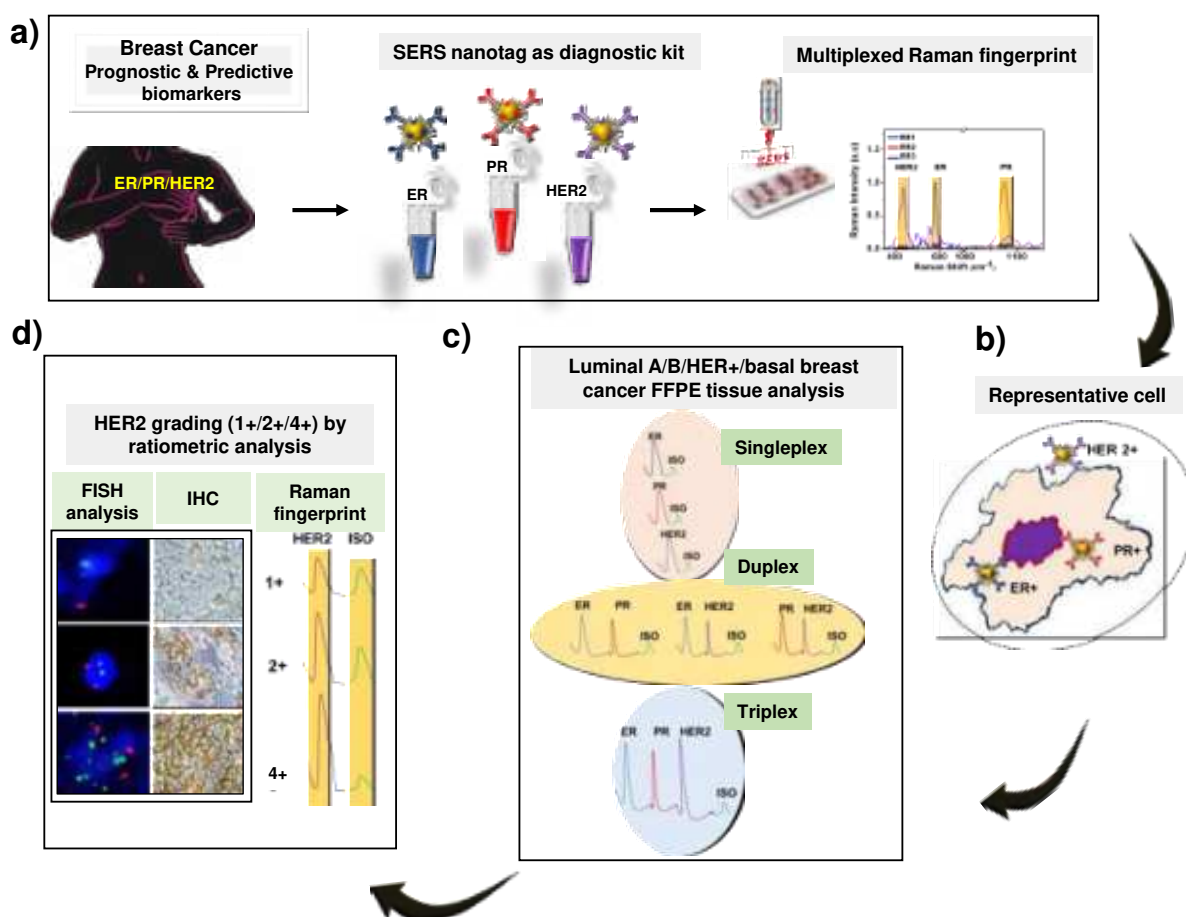 a)
Breast Cancer
Prognostic & Predictive
biomarkers
ER/PR/HER2
SERS nanotag as diagnostic kit
ER
PR
HER2
Multiplexed Raman fingerprint
SERS
HER2
ER
PR
Raman Intensity (a.u)
b)
Representative cell
HER 2+
PR+
ER+
c)
Luminal A/B/HER+/basal breast
cancer FFPE tissue analysis
Singleplex
ER
ISO
PR
ISO
HER2
ISO
Duplex
ER PR ISO
ER HER2 ISO
PR HER2 ISO
Triplex
ER PR HER2
ISO
d)
HER2 grading (1+/2+/4+) by
ratiometric analysis
FISH
analysis
IHC
Raman
fingerprint
HER2 ISO
1+
2+
4+